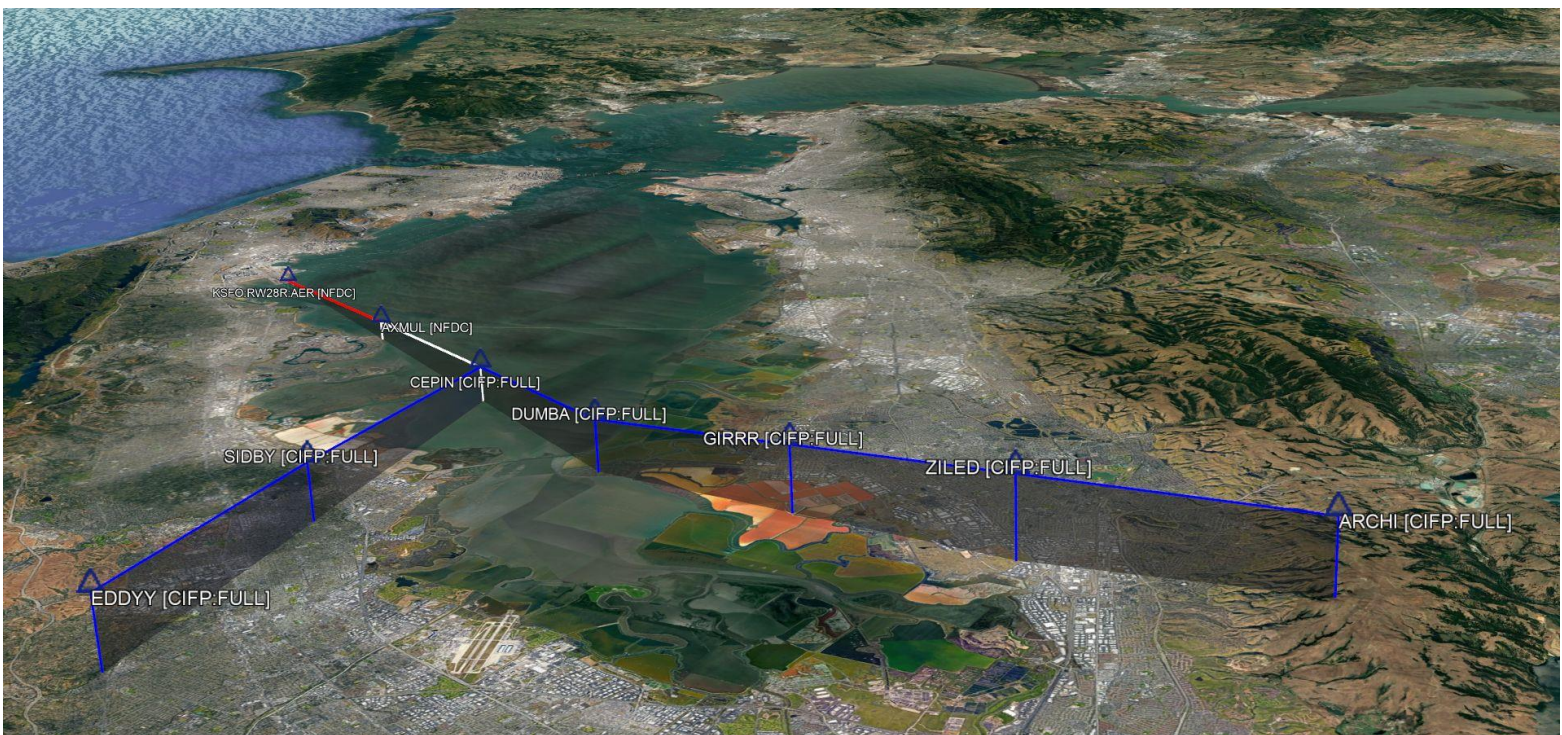 KSFO:RW28R:AER [NFDC]
AXMUL [NFDC]
CEPIN [CIFP:FULL]
DUMBA [CIFP:FULL]
GIRRR [CIFP:FULL]
SIDBY [CIFP:FULL]
ZILED [CIFP:FULL]
ARCHI [CIFP:FULL]
EDDYY [CIFP:FULL]